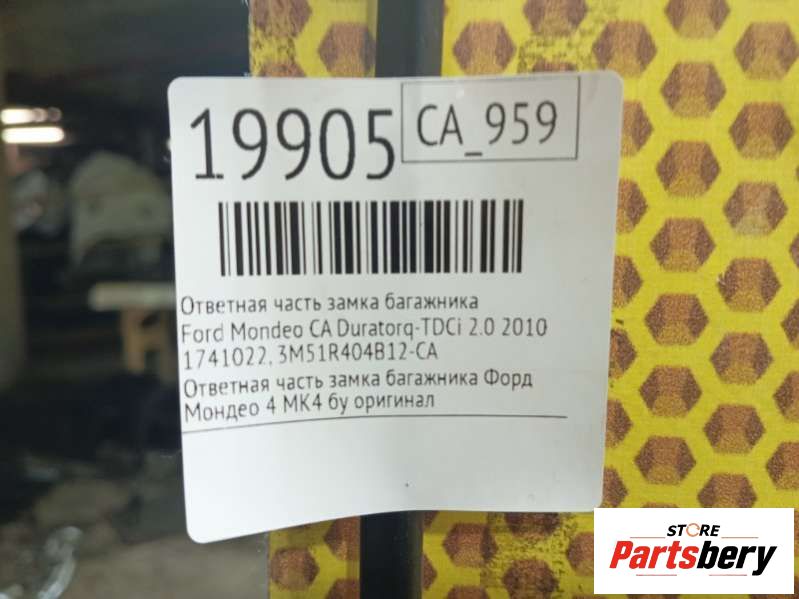 19905
CA_959
Ответная часть замка багажника
Ford Mondeo CA Duratorq-TDCi 2.0 2010
1741022, 3M51R404B12-CA
Ответная часть замка багажника Форд
Мондео 4 МК4 бу оригинал
STORE
Partsbery